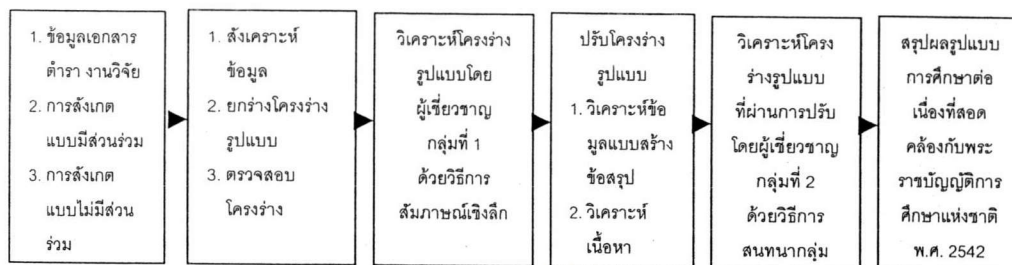 1. ข้อมูลเอกสาร
ตำรา งานวิจัย
2. การสังเกต
แบบมีส่วนร่วม
3. การสังเกต
แบบไม่มีส่วน
ร่วม
1. สังเคราะห์
ข้อมูล
2. ยกร่างโครงร่าง
รูปแบบ
3. ตรวจสอบ
โครงร่าง
วิเคราะห์โครงร่าง
รูปแบบโดย
ผู้เชี่ยวชาญ
กลุ่มที่ 1
ด้วยวิธีการ
สัมภาษณ์เชิงลึก
ปรับโครงร่าง
รูปแบบ
1. วิเคราะห์ข้อ
มูลแบบสร้าง
ข้อสรุป
2. วิเคราะห์
เนื้อหา
วิเคราะห์โครง
ร่างรูปแบบ
ที่ผ่านการปรับ
โดยผู้เชี่ยวชาญ
กลุ่มที่ 2
ด้วยวิธีการ
สนทนากลุ่ม
สรุปผลรูปแบบ
การศึกษาต่อ
เนื่องที่สอด
คล้องกับพระ
ราชบัญญัติการ
ศึกษาแห่งชาติ
พ.ศ. 2542